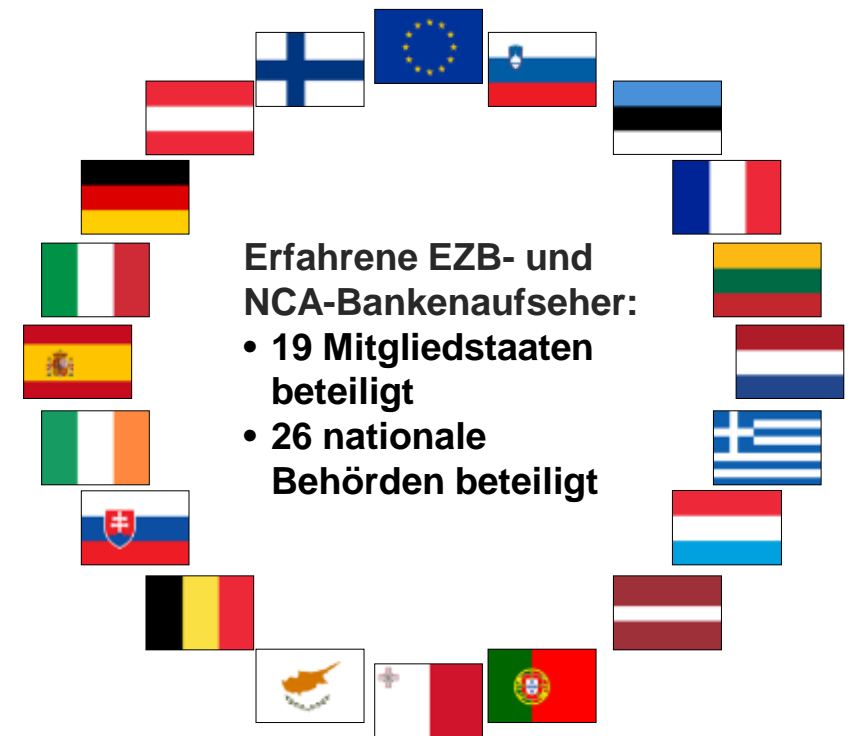 Erfahrene EZB- und
NCA-Bankenaufseher:
• 19 Mitgliedstaaten
beteiligt
• 26 nationale
Behörden beteiligt